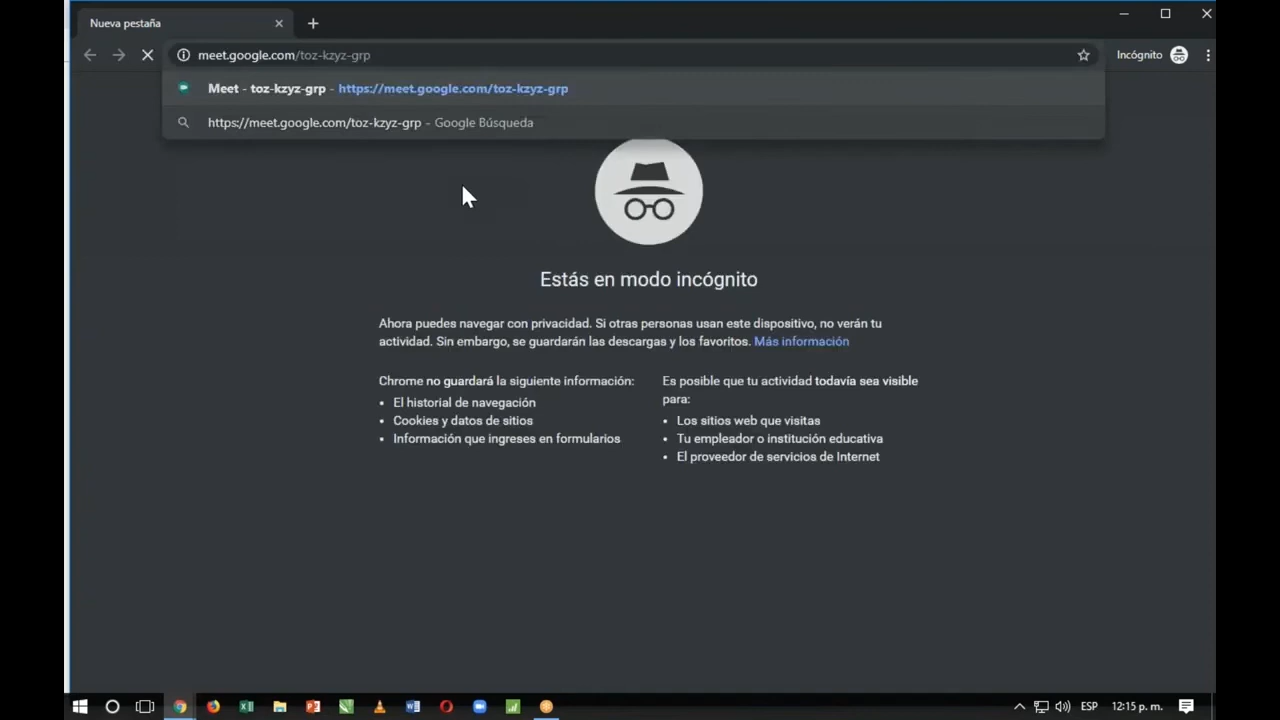 Nueva pestaña
meet.google.com/toz-kzyz-grp
Incógnito
Meet - toz-kzyz-grp - https://meet.google.com/toz-kzyz-grp
https://meet.google.com/toz-kzyz-grp - Google Búsqueda
Estás en modo incógnito
Ahora puedes navegar con privacidad. Si otras personas usan este dispositivo, no verán tu
actividad. Sin embargo, se guardarán las descargas y los favoritos. Más información
Chrome no guardará la siguiente información:
• El historial de navegación
• Cookies y datos de sitios
• Información que ingreses en formularios
Es posible que tu actividad todavía sea visible
para:
• Los sitios web que visitas
• Tu empleador o institución educativa
• El proveedor de servicios de Internet
ESP
12:15 p. m.